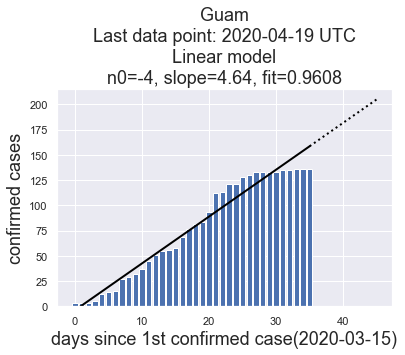 Guam
Last data point: 2020-04-19 UTC
Linear model
n0=-4, slope=4.64, fit=0.9608
200
175
150
125
100
75
50
25
0
confirmed cases
0 10 20 30 40
days since 1st confirmed case(2020-03-15)